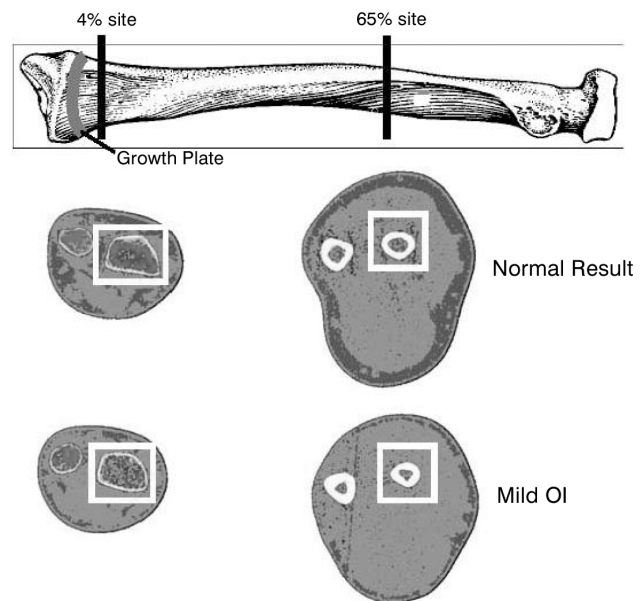 4% site
65% site
Growth Plate
Normal Result
Mild OI